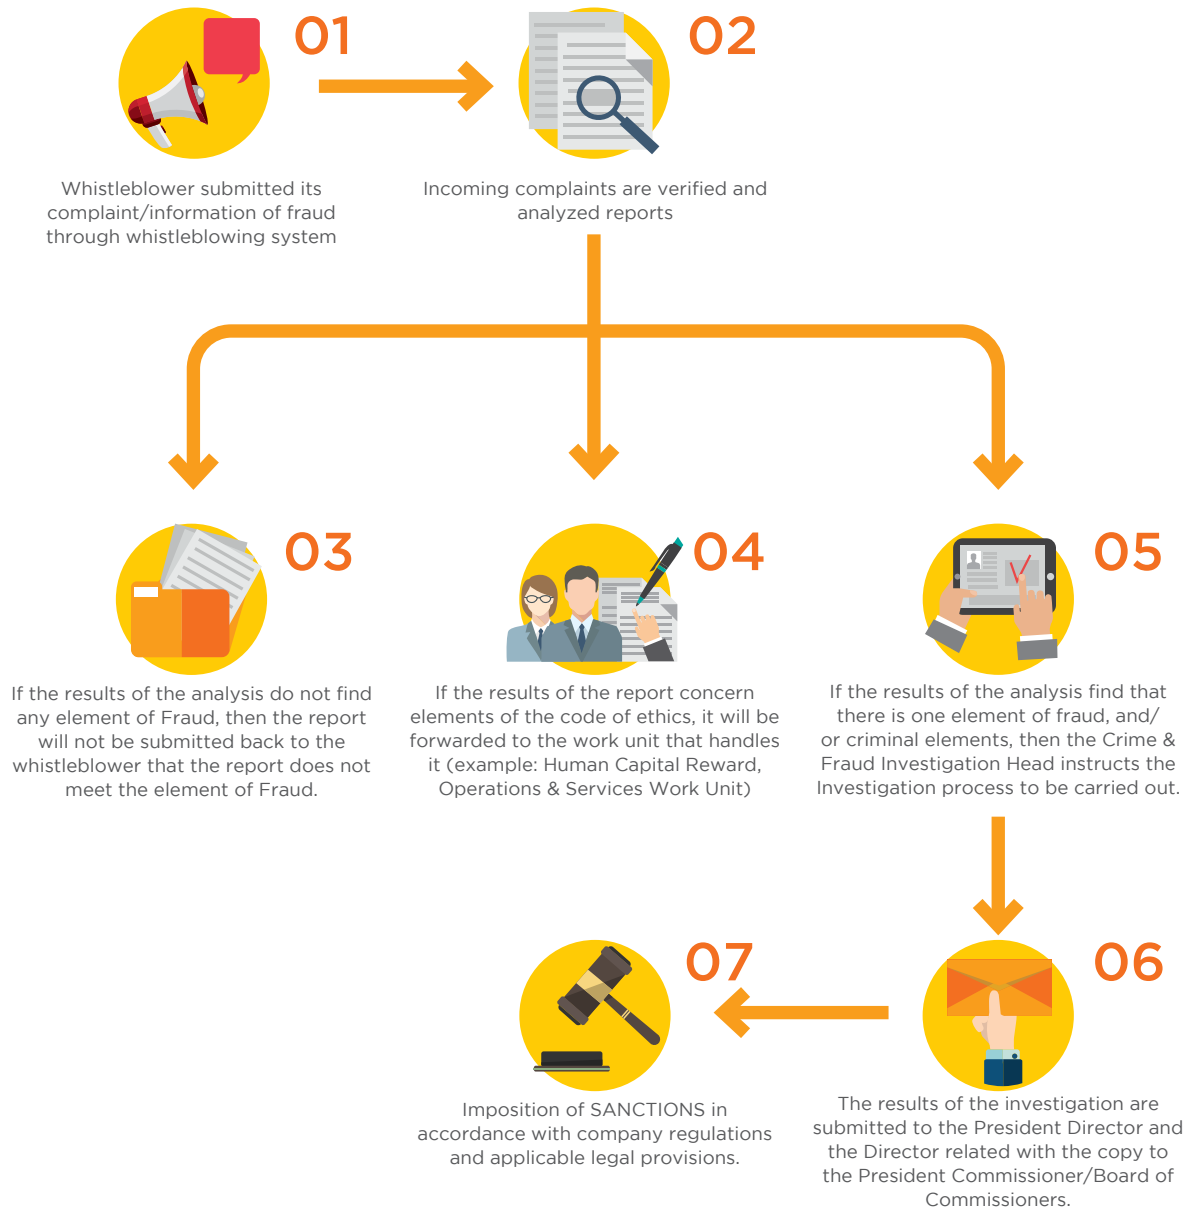 01
Whistleblower submitted its
complaint/information of fraud
through whistleblowing system
02
Incoming complaints are verified and
analyzed reports
03
If the results of the analysis do not find
any element of Fraud, then the report
will not be submitted back to the
whistleblower that the report does not
meet the element of Fraud.
04
If the results of the report concern
elements of the code of ethics, it will be
forwarded to the work unit that handles
it (example: Human Capital Reward,
Operations & Services Work Unit)
05
If the results of the analysis find that
there is one element of fraud, and/
or criminal elements, then the Crime &
Fraud Investigation Head instructs the
Investigation process to be carried out.
06
The results of the investigation are
submitted to the President Director and
the Director related with the copy to
the President Commissioner/Board of
Commissioners.
07
Imposition of SANCTIONS in
accordance with company regulations
and applicable legal provisions.